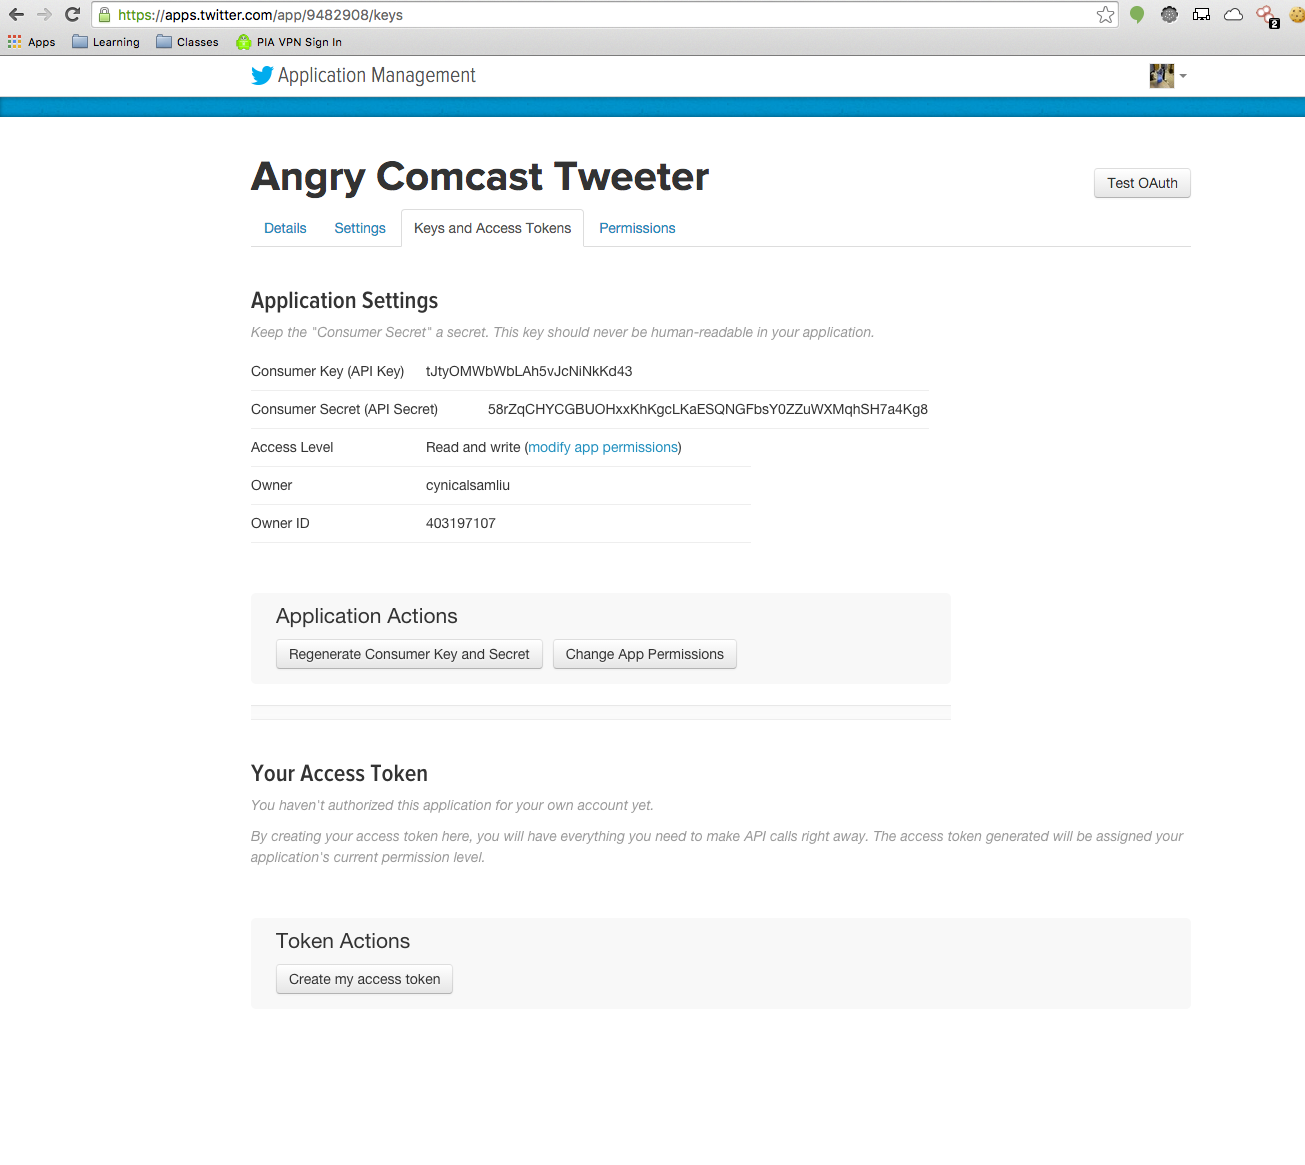 https://apps.twitter.com/app/9482908/keys
2
Apps Learning Classes PIA VPN Sign In
Application Management
Angry Comcast Tweeter
Test OAuth
Details Settings Keys and Access Tokens Permissions
Application Settings
Keep the "Consumer Secret" a secret. This key should never be human-readable in your application.
Consumer Key (API Key) tJtyOMWbWbLAh5vJcNiNkKd43
Consumer Secret (API Secret) 58rZqCHYCGBUOHxxKhKgcLKaESQNGFbsY0ZZuWXMqhSH7a4Kg8
Access Level Read and write (modify app permissions)
Owner cynicalsamliu
Owner ID 403197107
Application Actions
Regenerate Consumer Key and Secret Change App Permissions
Your Access Token
You haven't authorized this application for your own account yet.
By creating your access token here, you will have everything you need to make API calls right away. The access token generated will be assigned your
application's current permission level.
Token Actions
Create my access token